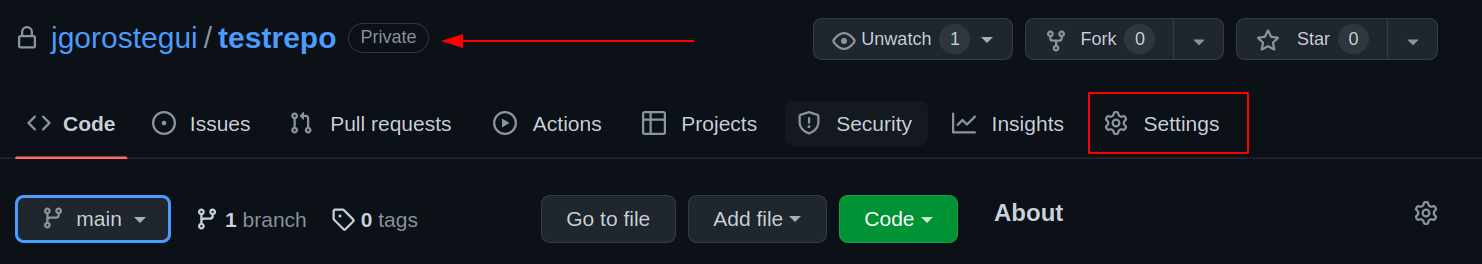 jgorostegui / testrepo Private Unwatch 1 Fork 0 Star 0
Code Issues Pull requests Actions Projects Security Insights Settings
main 1 branch 0 tags Go to file Add file Code About